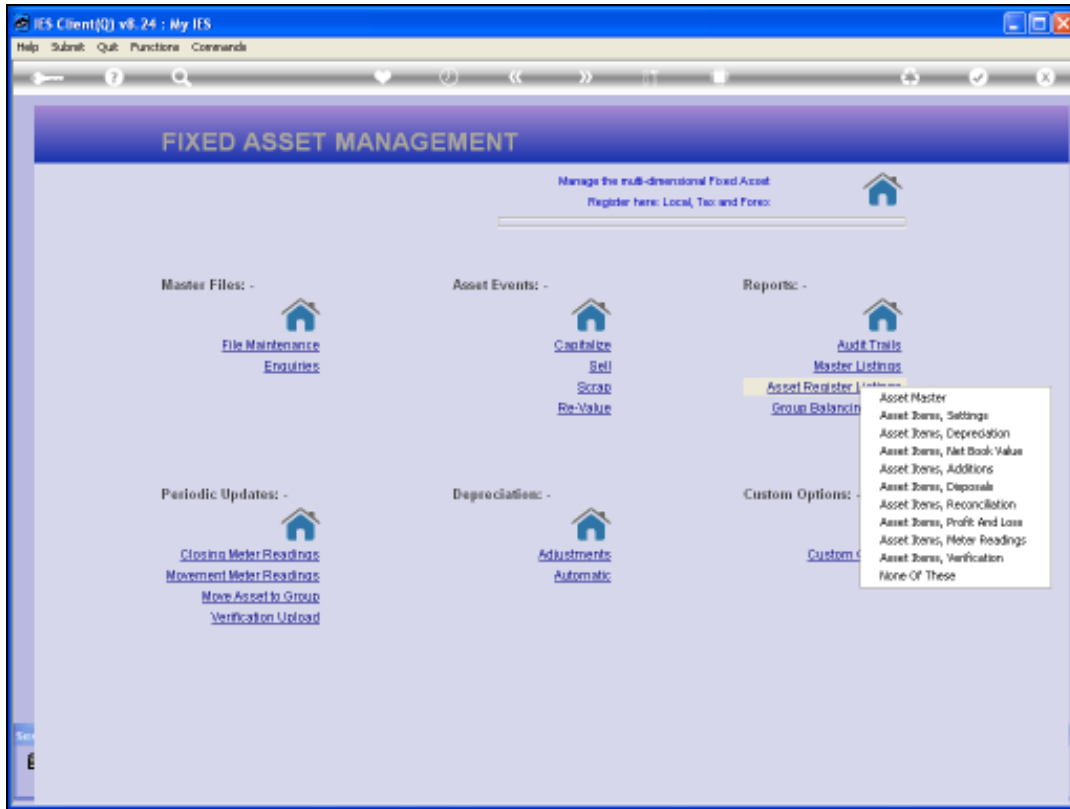 IES Client(Q) v8.24 : My IES
Help Submit Quit Functions Commands
FIXED ASSET MANAGEMENT
Manage the multi-dimensional Fixed Asset
Register here: Local, Tax and Forex
Master Files: -
File Maintenance
Enquiries
Asset Events: -
Capitalize
Sell
Scrap
Re-Value
Reports: -
Audit Trails
Master Listings
Asset Register Listings
Group Balancin
Asset Master
Asset Items, Settings
Asset Items, Depreciation
Asset Items, Net Book Value
Asset Items, Additions
Asset Items, Disposals
Asset Items, Reconciliation
Asset Items, Profit And Loss
Asset Items, Meter Readings
Asset Items, Verification
None Of These
Periodic Updates: -
Closing Meter Readings
Movement Meter Readings
Move Asset to Group
Verification Upload
Depreciation: -
Adjustments
Automatic
Custom Options: -
Custom